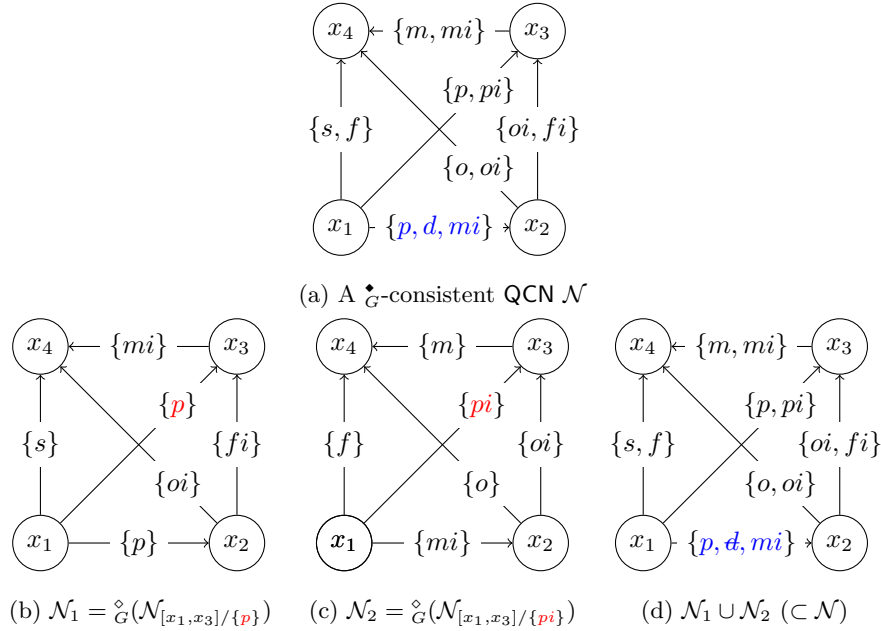 x₄ {m, mi} x₃
{p, pi}
{s, f} {oi, fi}
{o, oi}
x₁ {p, d, mi} x₂
(a) A ◆G-consistent QCN 𝒩
x₄ {mi} x₃ x₄ {m} x₃ x₄ {m, mi} x₃
{p} {pi} {p, pi}
{s} {fi} {f} {oi} {s, f} {oi, fi}
{oi} {o} {o, oi}
x₁ {p} x₂ x₁ {mi} x₂ x₁ {p, d, mi} x₂
(b) 𝒩₁ = ◇G(𝒩[x₁,x₃]/{p}) (c) 𝒩₂ = ◇G(𝒩[x₁,x₃]/{pi}) (d) 𝒩₁ ∪ 𝒩₂ (⊂ 𝒩)